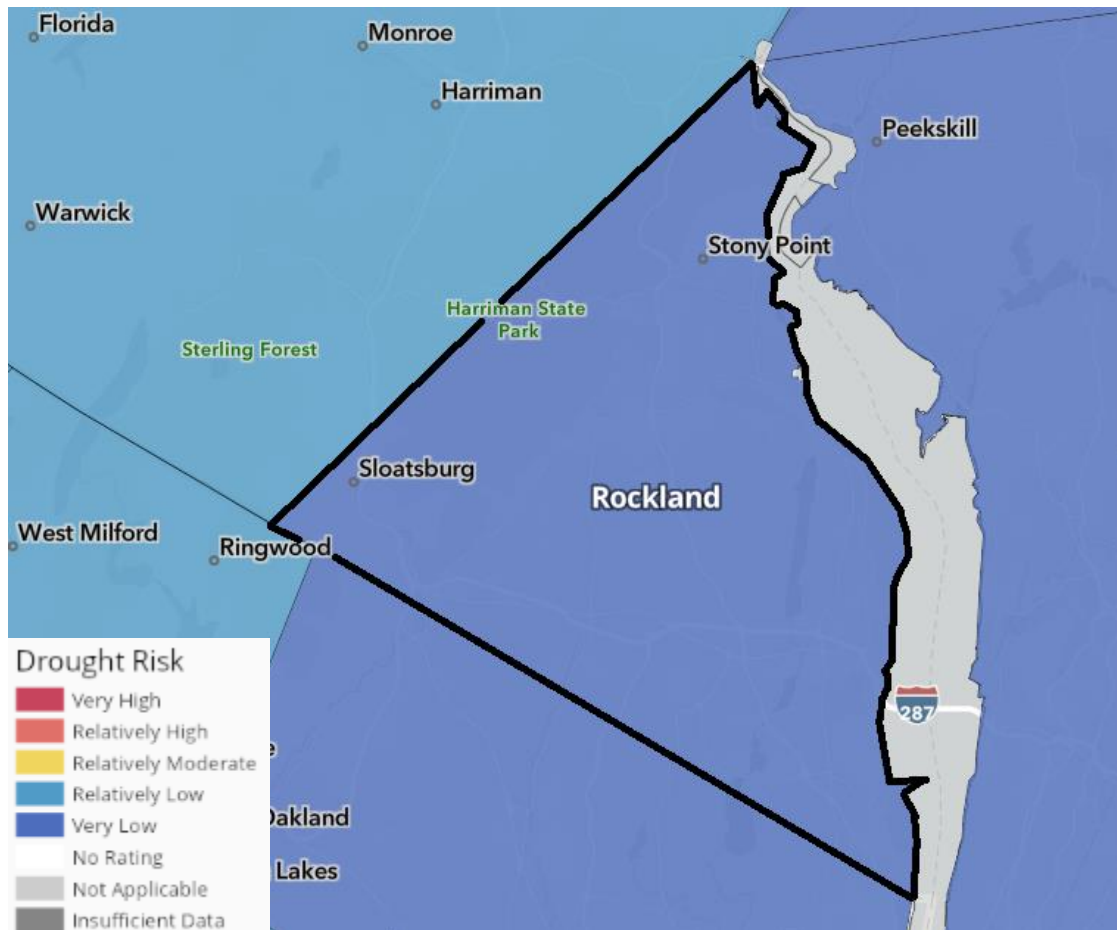 Florida
Monroe
Harriman
Peekskill
Warwick
Stony Point
Harriman State
Park
Sterling Forest
Sloatsburg
Rockland
West Milford
Ringwood
Drought Risk
Very High
287
Relatively High
Relatively Moderate
Relatively Low
Very Low
Oakland
No Rating
Lakes
Not Applicable
Insufficient Data